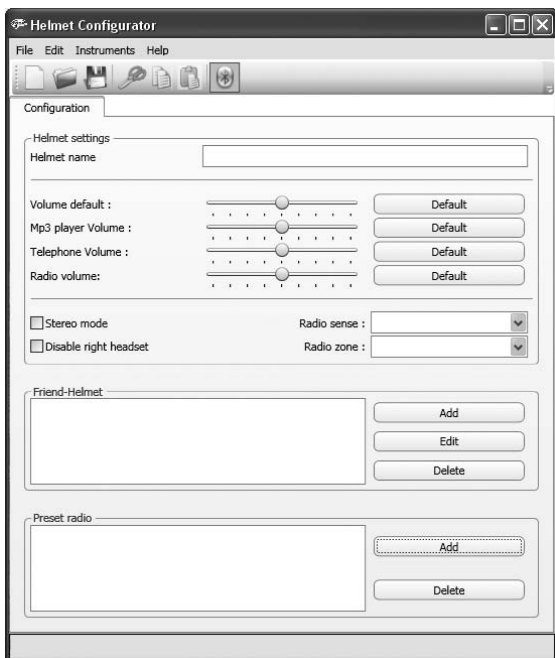 Helmet Configurator
File Edit Instruments Help
Configuration
Helmet settings
Helmet name
Volume default : Default
Mp3 player Volume : Default
Telephone Volume : Default
Radio volume: Default
Stereo mode Radio sense :
Disable right headset Radio zone :
Friend-Helmet
Add
Edit
Delete
Preset radio
Add
Delete